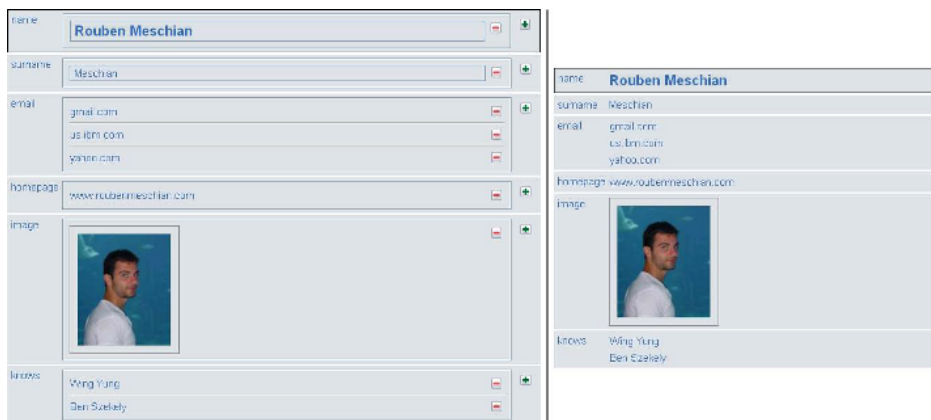 name
Rouben Meschian
surname
Meschian
email
gmail.com
us.ibm.com
yahoo.com
homepage
www.roubenmeschian.com
image
knows
Wing Yung
Ben Szekely
name Rouben Meschian
surname Meschian
email gmail.com
us.ibm.com
yahoo.com
homepage www.roubenmeschian.com
image
knows Wing Yung
Ben Szekely